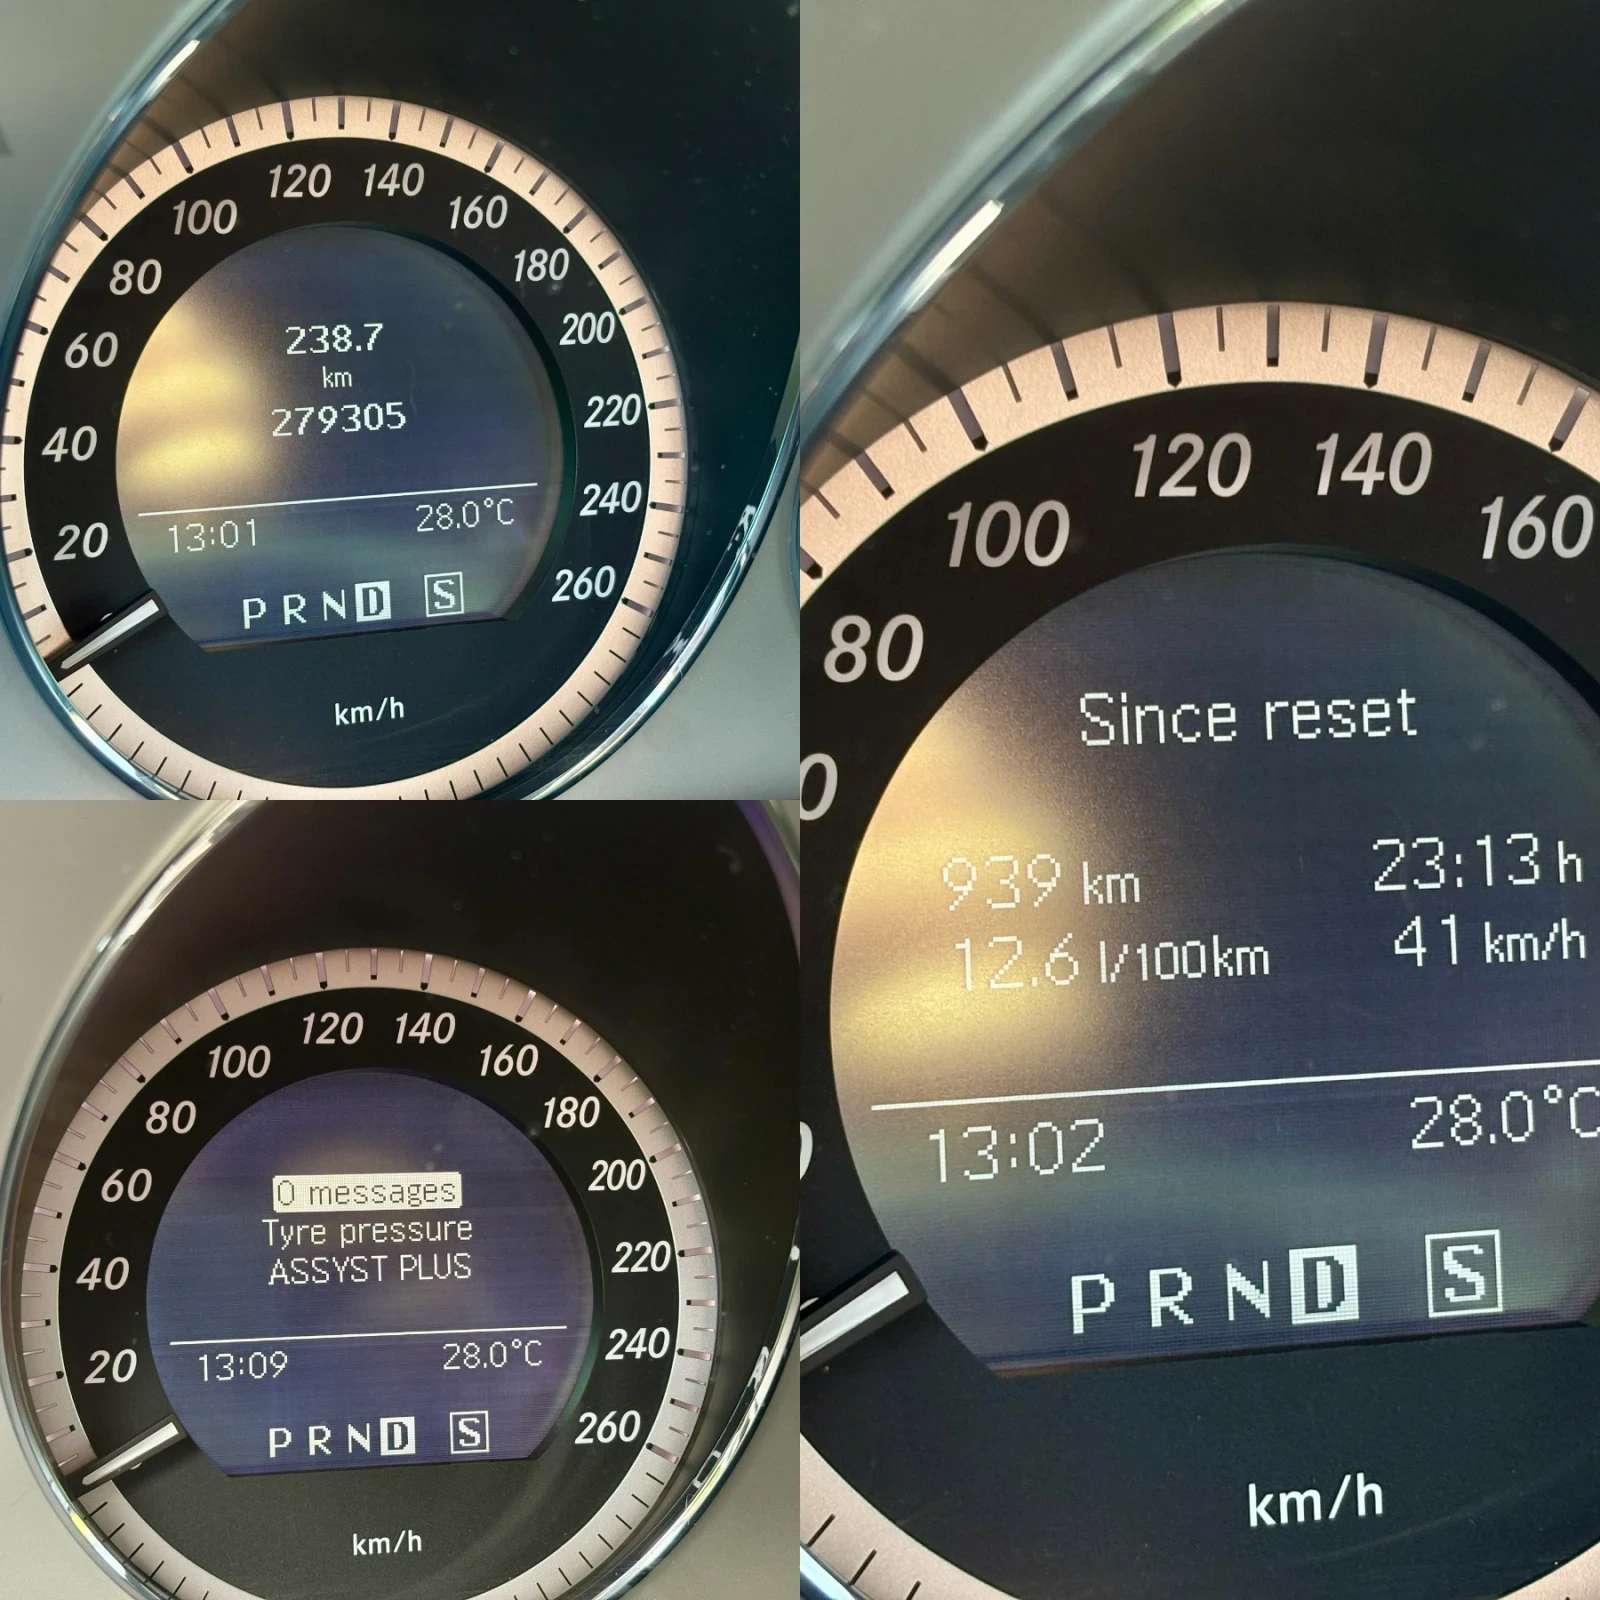 120 140
100 160
80 180
60 200
40 220
20 240
260
238.7
km
279305
13:01 28.0°C
P R N D S
km/h
120 140
100 160
80 180
60 200
40 220
20 240
260
0 messages
Tyre pressure
ASSYST PLUS
13:09 28.0°C
P R N D S
km/h
120 140
100 160
80
Since reset
939 km 23:13 h
12.6 l/100km 41 km/h
13:02 28.0°C
P R N D S
km/h